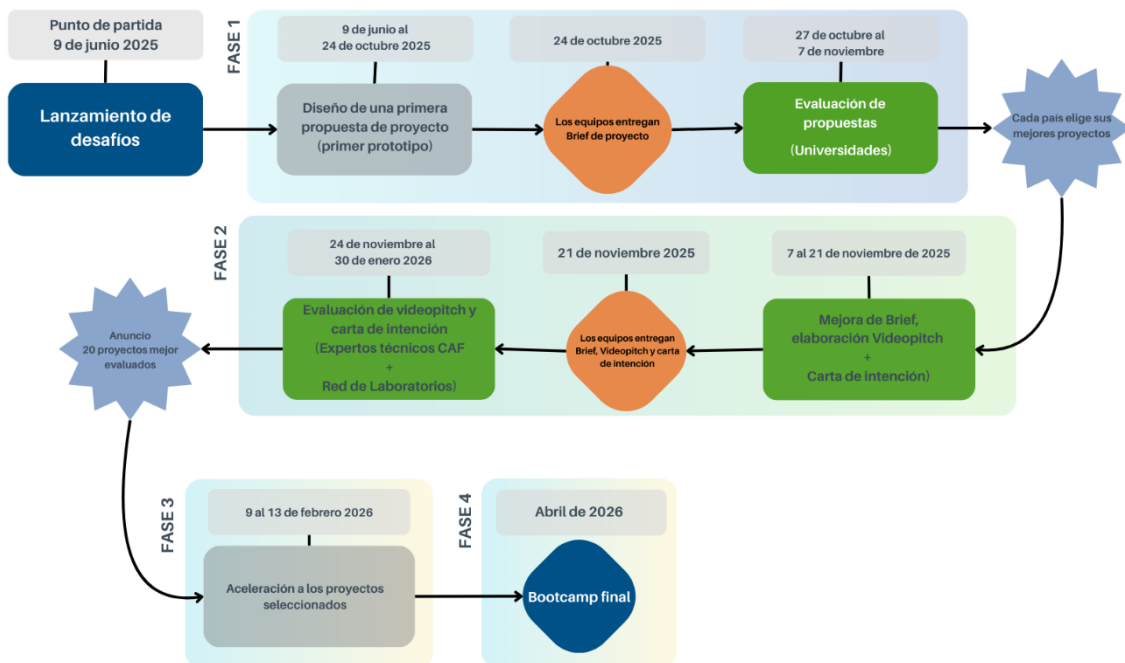 Punto de partida
9 de junio 2025
Lanzamiento de
desafíos
FASE 1
9 de junio al
24 de octubre 2025
Diseño de una primera
propuesta de proyecto
(primer prototipo)
24 de octubre 2025
Los equipos entregan
Brief de proyecto
27 de octubre al
7 de noviembre
Evaluación de
propuestas
(Universidades)
Cada país elige sus
mejores proyectos
FASE 2
7 al 21 de noviembre de 2025
Mejora de Brief,
elaboración Videopitch
+
Carta de intención)
21 de noviembre 2025
Los equipos entregan
Brief, Videopitch y carta
de intención
24 de noviembre al
30 de enero 2026
Evaluación de videopitch y
carta de intención
(Expertos técnicos CAF
+
Red de Laboratorios)
Anuncio
20 proyectos mejor
evaluados
FASE 3
9 al 13 de febrero 2026
Aceleración a los proyectos
seleccionados
FASE 4
Abril de 2026
Bootcamp final